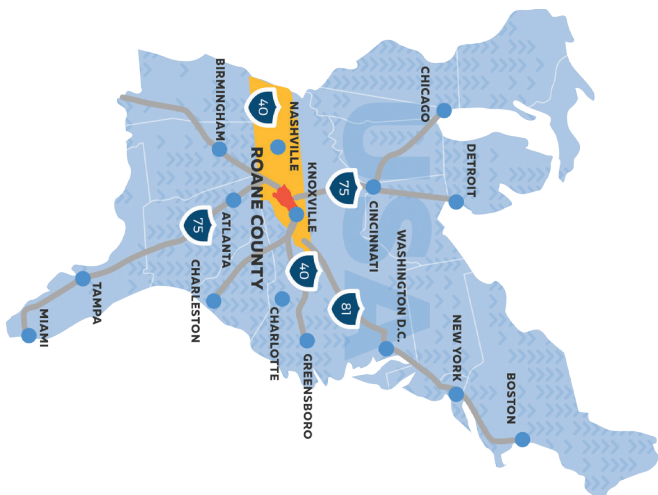 USA
CHICAGO
DETROIT
BOSTON
NEW YORK
CINCINNATI
WASHINGTON D.C.
75
81
NASHVILLE
KNOXVILLE
40
40
ROANE COUNTY
GREENSBORO
CHARLOTTE
BIRMINGHAM
ATLANTA
75
CHARLESTON
TAMPA
MIAMI